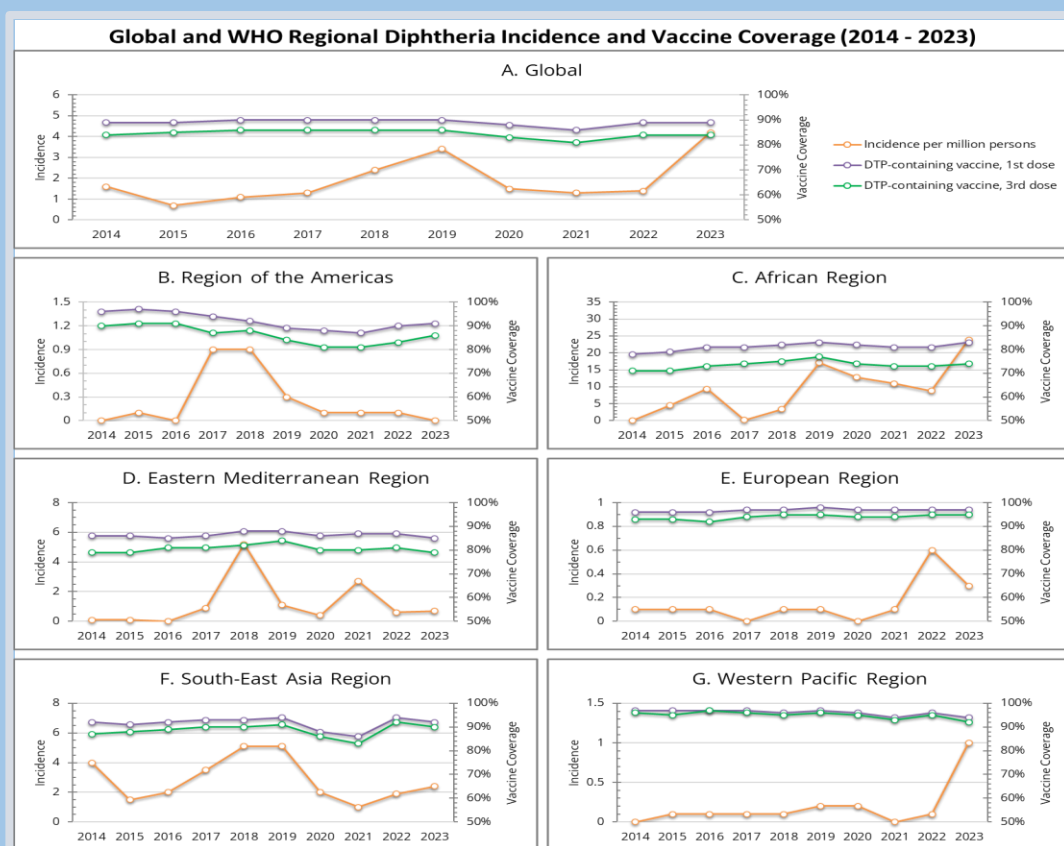 Global and WHO Regional Diphtheria Incidence and Vaccine Coverage (2014 - 2023)
A. Global
6 5 4 3 2 1 0
Incidence
100% 90% 80% 70% 60% 50%
Vaccine Coverage
2014 2015 2016 2017 2018 2019 2020 2021 2022 2023
Incidence per million persons
DTP-containing vaccine, 1st dose
DTP-containing vaccine, 3rd dose
B. Region of the Americas
1.5 1.2 0.9 0.6 0.3 0
Incidence
100% 90% 80% 70% 60% 50%
Vaccine Coverage
2014 2015 2016 2017 2018 2019 2020 2021 2022 2023
C. African Region
35 30 25 20 15 10 5 0
Incidence
100% 90% 80% 70% 60% 50%
Vaccine Coverage
2014 2015 2016 2017 2018 2019 2020 2021 2022 2023
D. Eastern Mediterranean Region
8 6 4 2 0
Incidence
100% 90% 80% 70% 60% 50%
Vaccine Coverage
2014 2015 2016 2017 2018 2019 2020 2021 2022 2023
E. European Region
1 0.8 0.6 0.4 0.2 0
Incidence
100% 90% 80% 70% 60% 50%
Vaccine Coverage
2014 2015 2016 2017 2018 2019 2020 2021 2022 2023
F. South-East Asia Region
8 6 4 2 0
Incidence
100% 90% 80% 70% 60% 50%
Vaccine Coverage
2014 2015 2016 2017 2018 2019 2020 2021 2022 2023
G. Western Pacific Region
1.5 1 0.5 0
Incidence
100% 90% 80% 70% 60% 50%
Vaccine Coverage
2014 2015 2016 2017 2018 2019 2020 2021 2022 2023